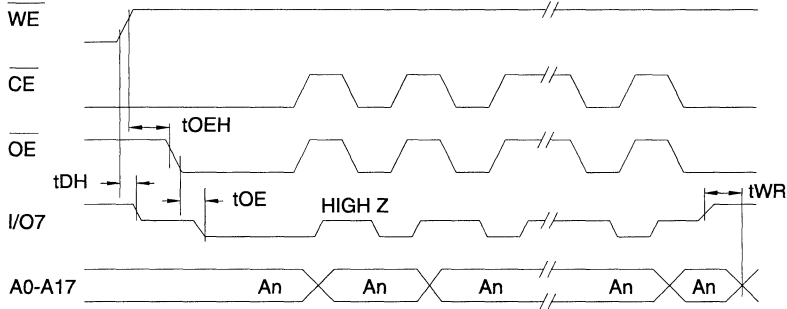 WE
CE
tOEH
OE
tDH
tOE
HIGH Z
tWR
I/O7
A0-A17 An An An An An